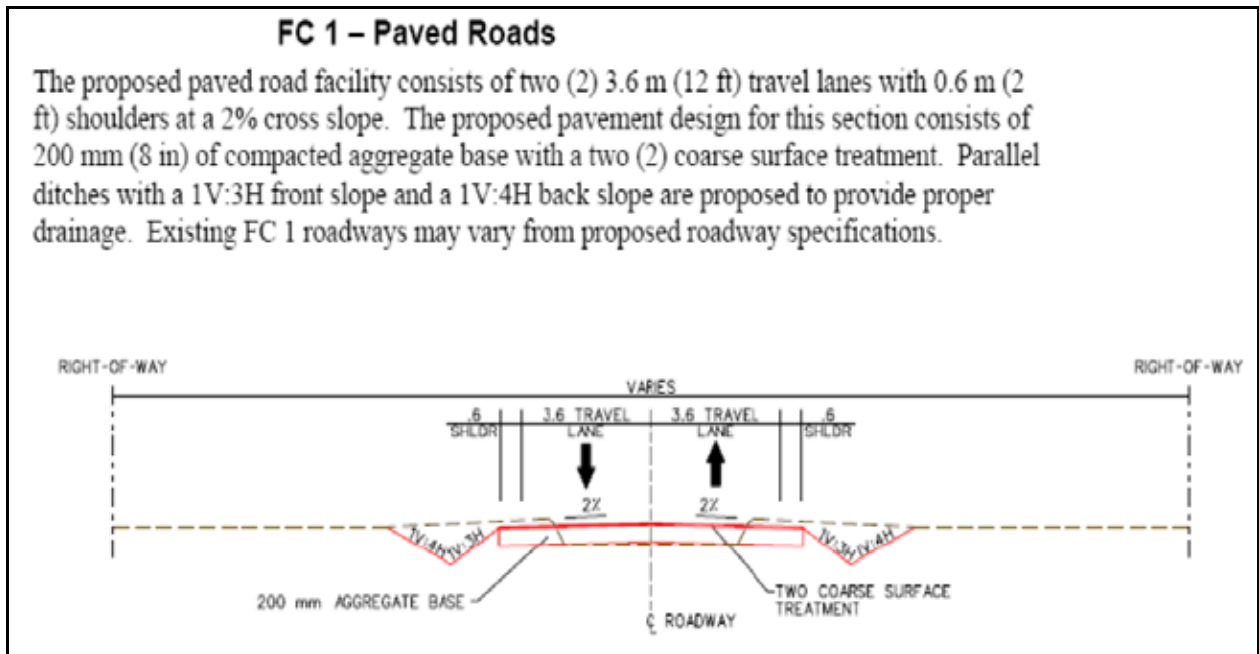 FC 1 – Paved Roads
The proposed paved road facility consists of two (2) 3.6 m (12 ft) travel lanes with 0.6 m (2
ft) shoulders at a 2% cross slope.  The proposed pavement design for this section consists of
200 mm (8 in) of compacted aggregate base with a two (2) coarse surface treatment.  Parallel
ditches with a 1V:3H front slope and a 1V:4H back slope are proposed to provide proper
drainage.  Existing FC 1 roadways may vary from proposed roadway specifications.
RIGHT-OF-WAY
RIGHT-OF-WAY
VARIES
.6 3.6 TRAVEL 3.6 TRAVEL .6
SHLDR LANE LANE SHLDR
2% 2%
1V:4H 1V:3H 1V:3H 1V:4H
200 mm AGGREGATE BASE
TWO COARSE SURFACE
TREATMENT
℄ ROADWAY